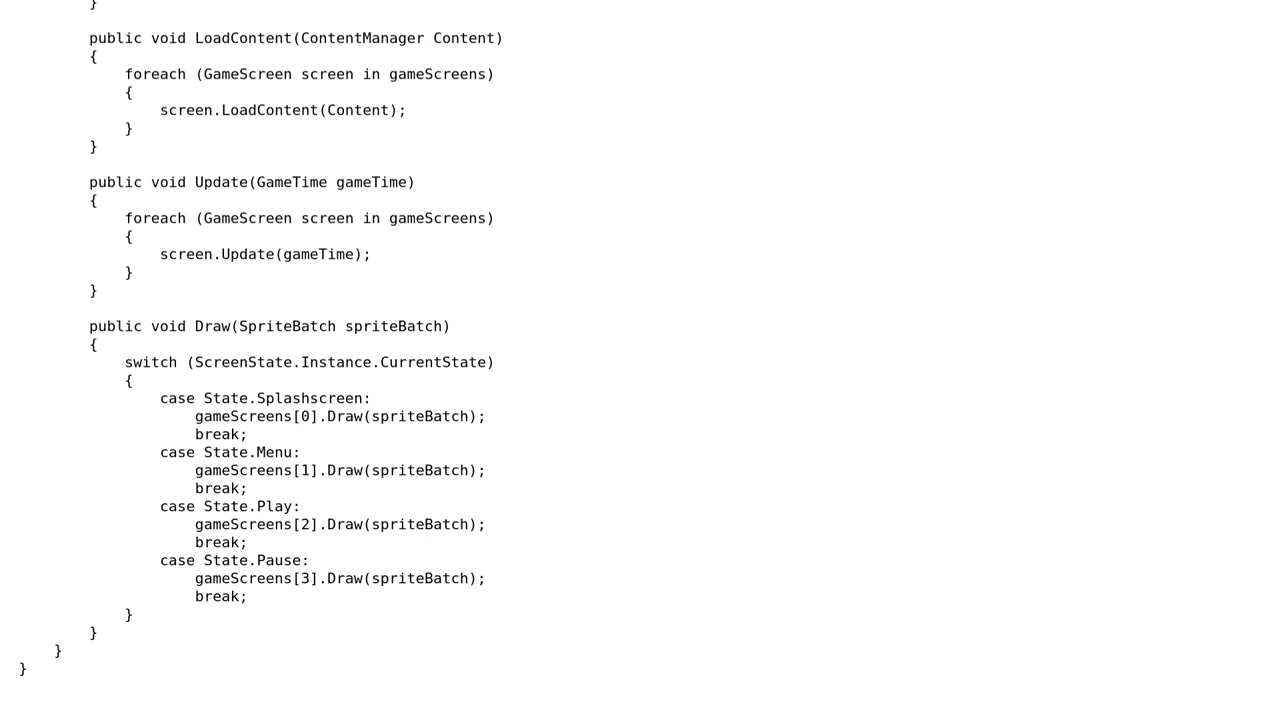 }

        public void LoadContent(ContentManager Content)
        {
            foreach (GameScreen screen in gameScreens)
            {
                screen.LoadContent(Content);
            }
        }

        public void Update(GameTime gameTime)
        {
            foreach (GameScreen screen in gameScreens)
            {
                screen.Update(gameTime);
            }
        }

        public void Draw(SpriteBatch spriteBatch)
        {
            switch (ScreenState.Instance.CurrentState)
            {
                case State.Splashscreen:
                    gameScreens[0].Draw(spriteBatch);
                    break;
                case State.Menu:
                    gameScreens[1].Draw(spriteBatch);
                    break;
                case State.Play:
                    gameScreens[2].Draw(spriteBatch);
                    break;
                case State.Pause:
                    gameScreens[3].Draw(spriteBatch);
                    break;
            }
        }
    }
}